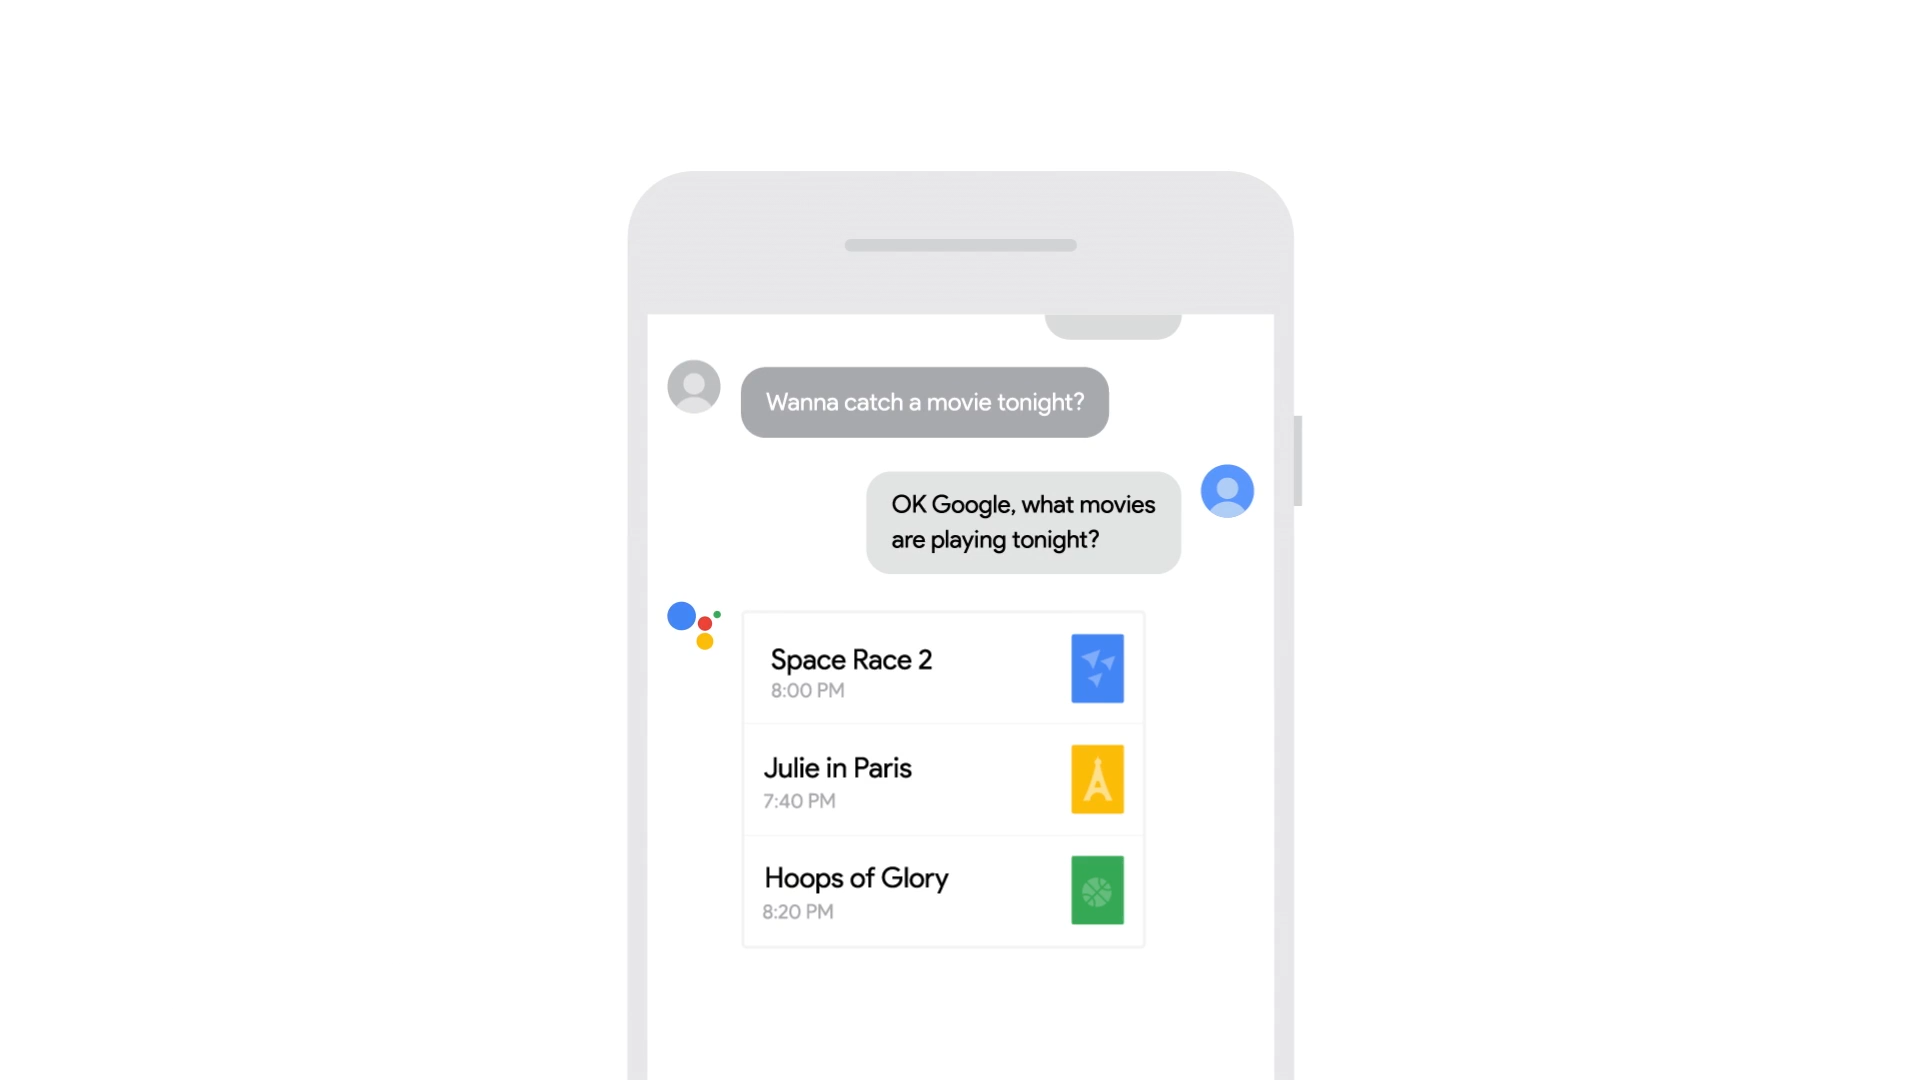 Wanna catch a movie tonight?
OK Google, what movies
are playing tonight?
Space Race 2
8:00 PM
Julie in Paris
7:40 PM
Hoops of Glory
8:20 PM